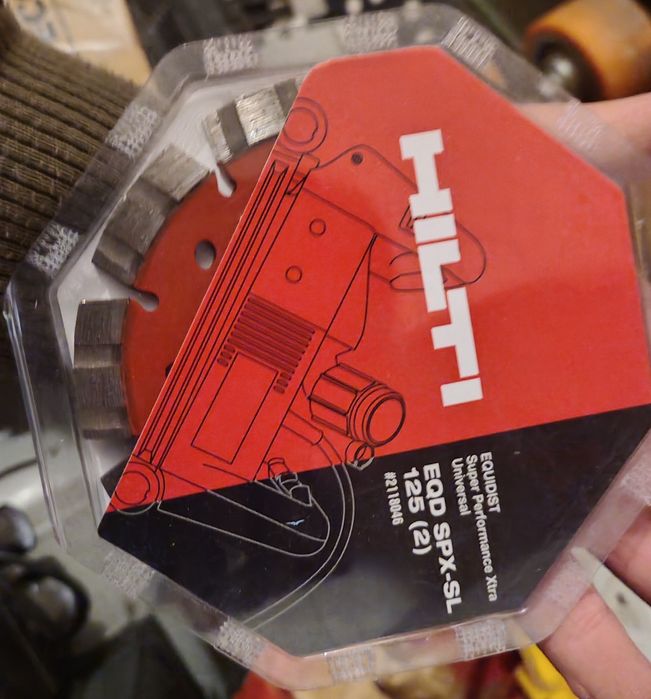 HILTI
EQUIDIST
Super Performance Xtra
Universal
EQD SPX-SL
125 (2)
#2118046